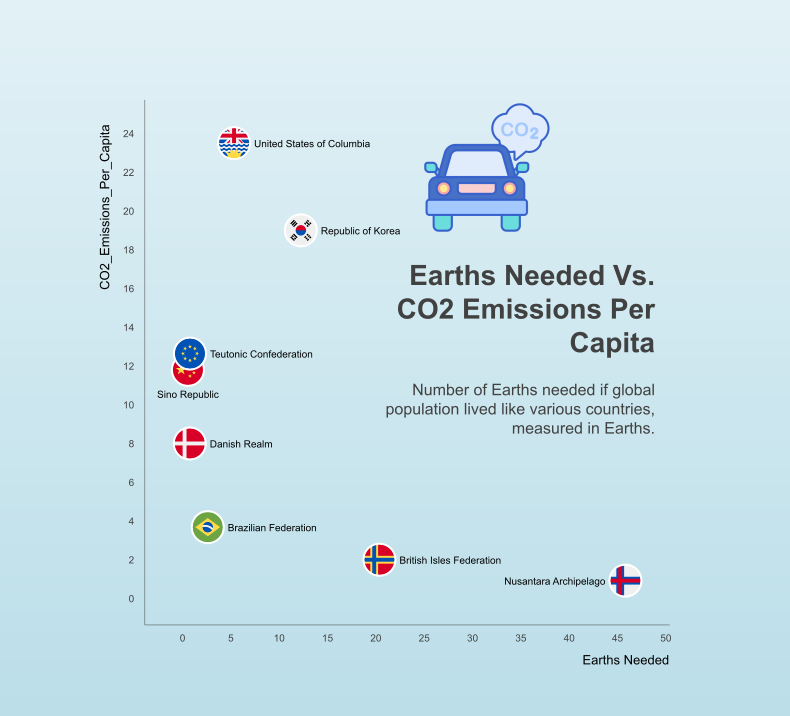 CO2
Earths Needed Vs.
CO2 Emissions Per
Capita
Number of Earths needed if global
population lived like various countries,
measured in Earths.
CO2_Emissions_Per_Capita
24
22
20
18
16
14
12
10
8
6
4
2
0
United States of Columbia
Republic of Korea
Teutonic Confederation
Sino Republic
Danish Realm
Brazilian Federation
British Isles Federation
Nusantara Archipelago
0 5 10 15 20 25 30 35 40 45 50
Earths Needed